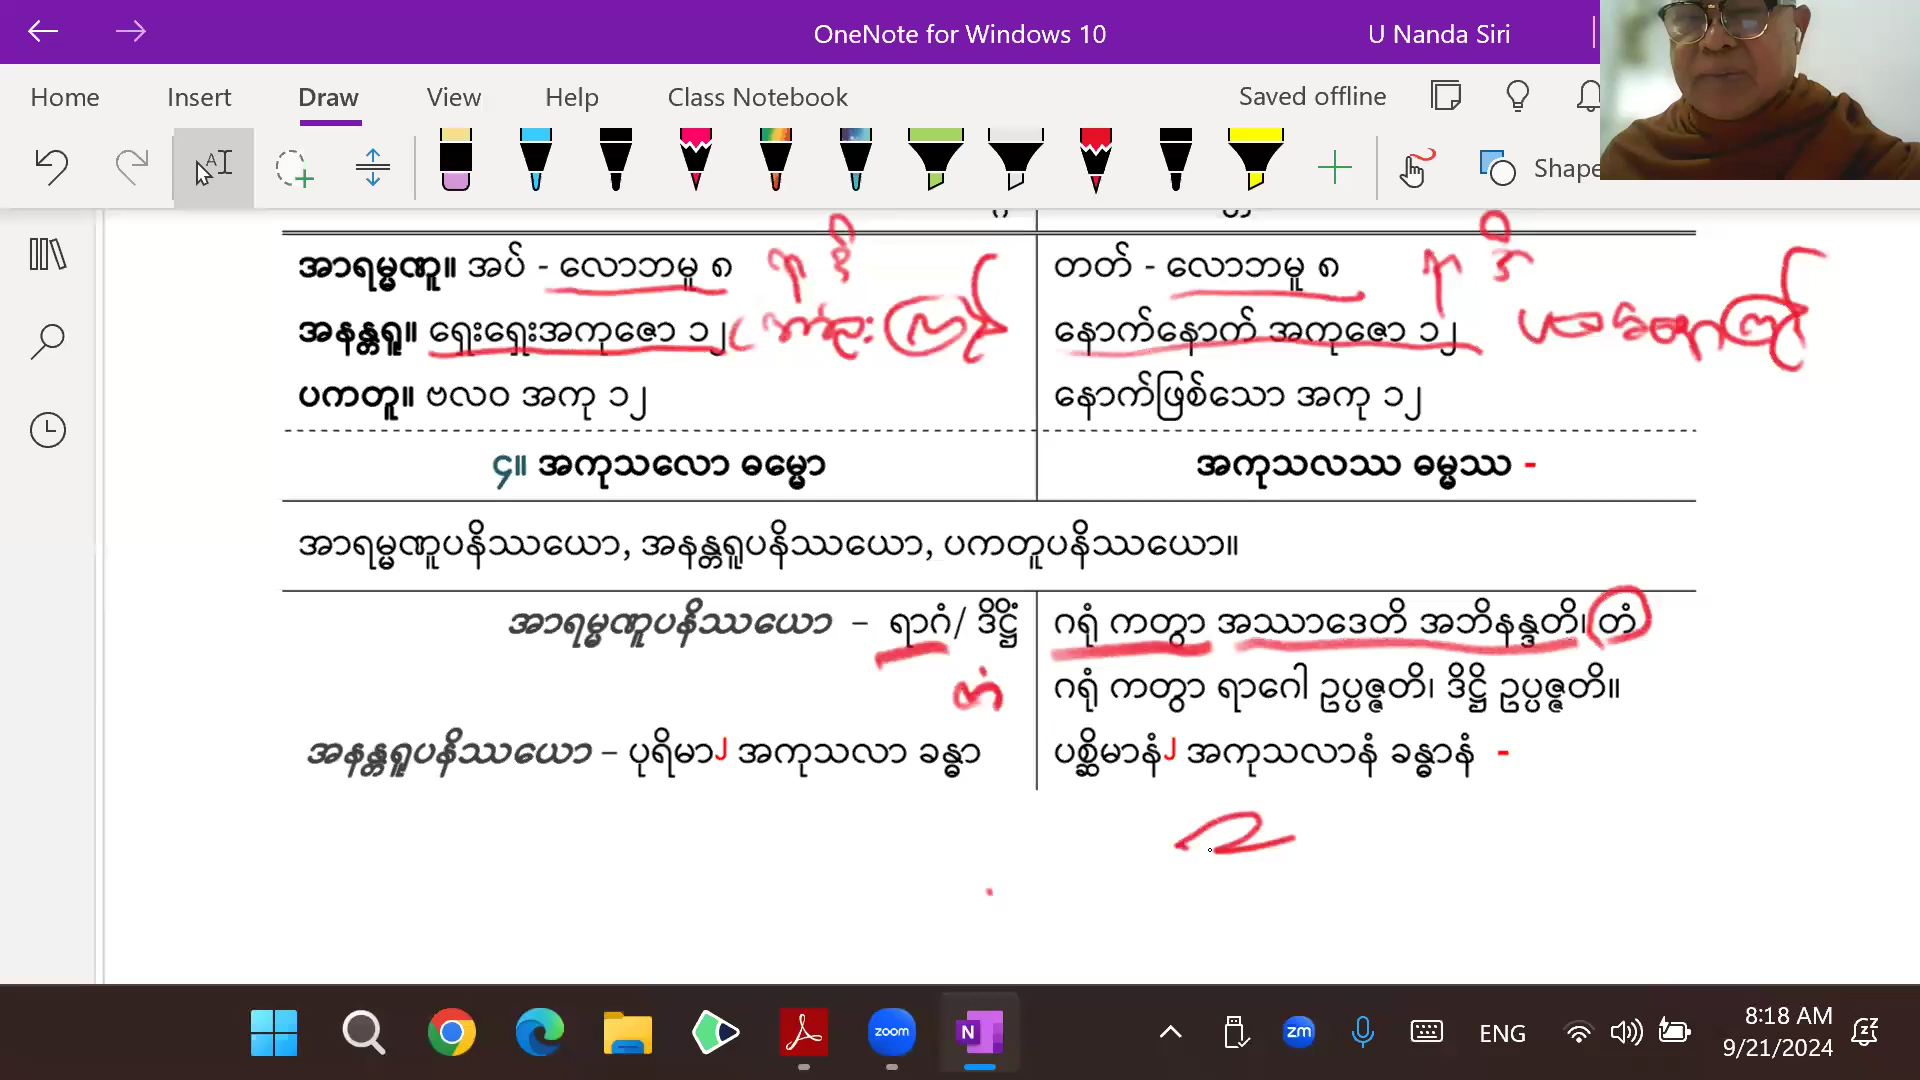 OneNote for Windows 10
U Nanda Siri
Home Insert Draw View Help Class Notebook
Saved offline
Shape
အာရမ္မဏူ။ အပ် - လောဘမူ ၈
တတ် - လောဘမူ ၈
အနန္တရူ။ ရှေးရှေးအကုဇော ၁၂
နောက်နောက် အကုဇော ၁၂
ပကတူ။ ဗလဝ အကု ၁၂
နောက်ဖြစ်သော အကု ၁၂
၄။ အကုသလော ဓမ္မော
အကုသလဿ ဓမ္မဿ -
အာရမ္မဏူပနိဿယော, အနန္တရူပနိဿယော, ပကတူပနိဿယော။
အာရမ္မဏူပနိဿယော – ရာဂံ/ ဒိဋ္ဌိံ
ဂရုံ ကတွာ အဿာဒေတိ အဘိနန္ဒတိ၊ တံ
ဂရုံ ကတွာ ရာဂေါ ဥပ္ပဇ္ဇတိ၊ ဒိဋ္ဌိ ဥပ္ပဇ္ဇတိ။
အနန္တရူပနိဿယော – ပုရိမာ၂ အကုသလာ ခန္ဓာ
ပစ္ဆိမာနံ၂ အကုသလာနံ ခန္ဓာနံ -
zoom
zm
ENG
8:18 AM
9/21/2024